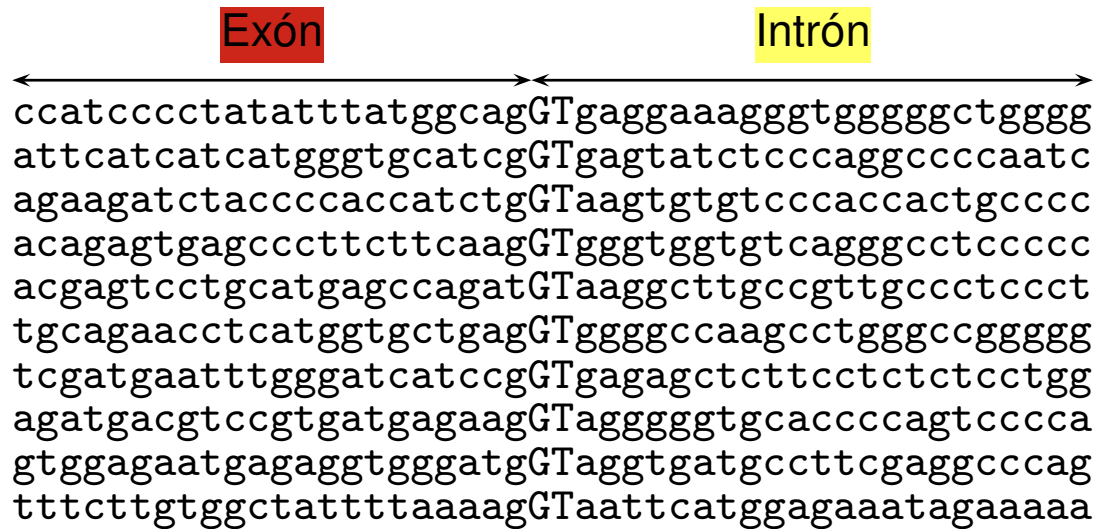 Exón Intrón
ccatcccctatatttatggcagGTgaggaaagggtgggggctgggg
attcatcatcatgggtgcatcgGTgagtatctcccaggccccaatc
agaagatctaccccaccatctgGTaagtgtgtcccaccactgcccc
acagagtgagcccttcttcaagGTgggtggtgtcagggcctccccc
acgagtcctgcatgagccagatGTaaggcttgccgttgccctccct
tgcagaacctcatggtgctgagGTggggccaagcctgggccggggg
tcgatgaatttgggatcatccgGTgagagctcttcctctctcctgg
agatgacgtccgtgatgagaagGTagggggtgcaccccagtcccca
gtggagaatgagaggtgggatgGTaggtgatgccttcgaggcccag
tttcttgtggctattttaaaagGTaattcatggagaaatagaaaaa